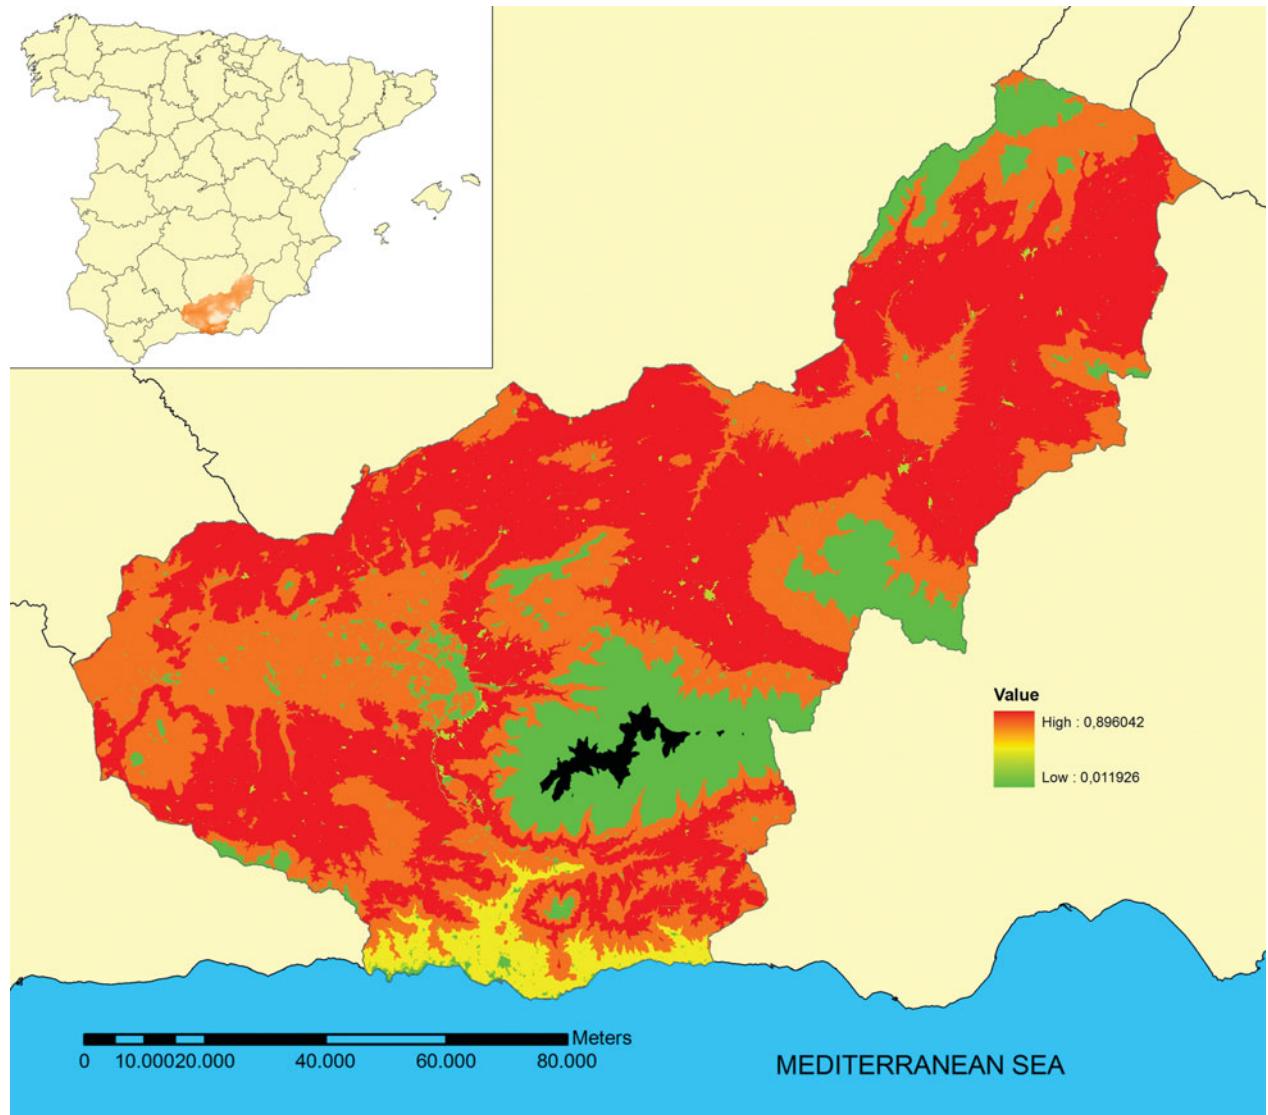 Value
High : 0,896042
Low : 0,011926
Meters
0 10.000 20.000 40.000 60.000 80.000
MEDITERRANEAN SEA